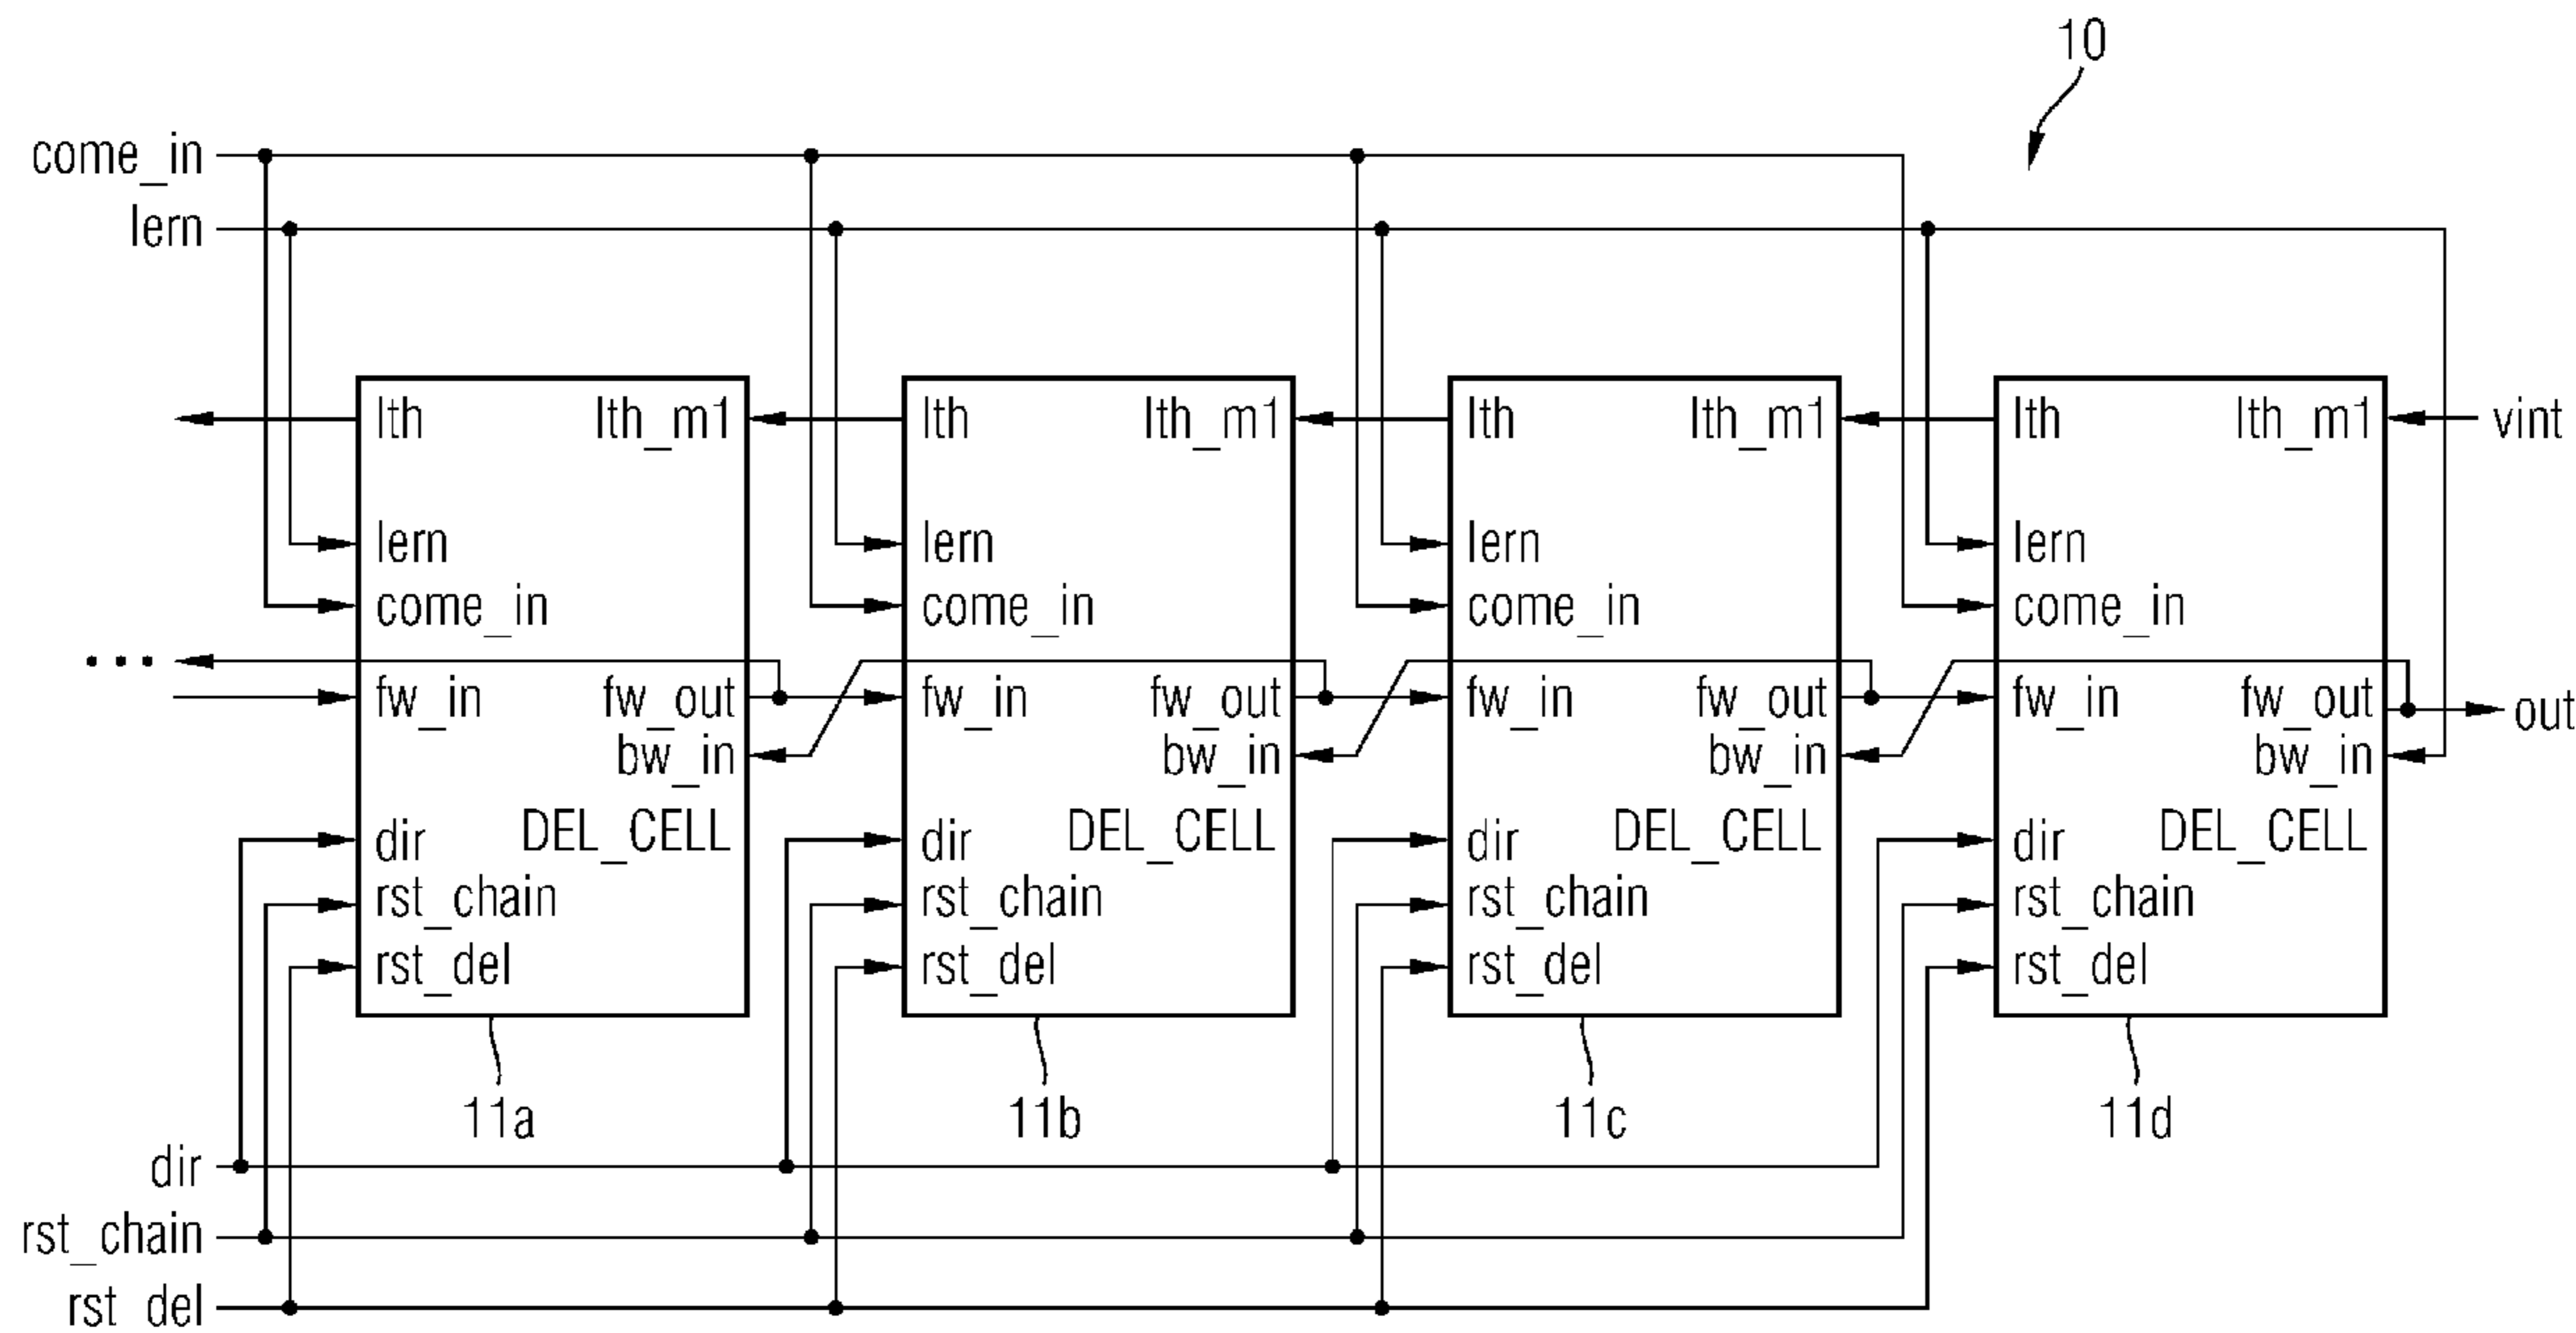 10
come_in
lern
lth lth_m1 lth lth_m1 lth lth_m1 lth lth_m1 vint
lern lern lern lern
come_in come_in come_in come_in
...
fw_in fw_out fw_in fw_out fw_in fw_out fw_in fw_out out
bw_in bw_in bw_in bw_in
dir DEL_CELL dir DEL_CELL dir DEL_CELL dir DEL_CELL
rst_chain rst_chain rst_chain rst_chain
rst_del rst_del rst_del rst_del
11a 11b 11c 11d
dir
rst_chain
rst_del